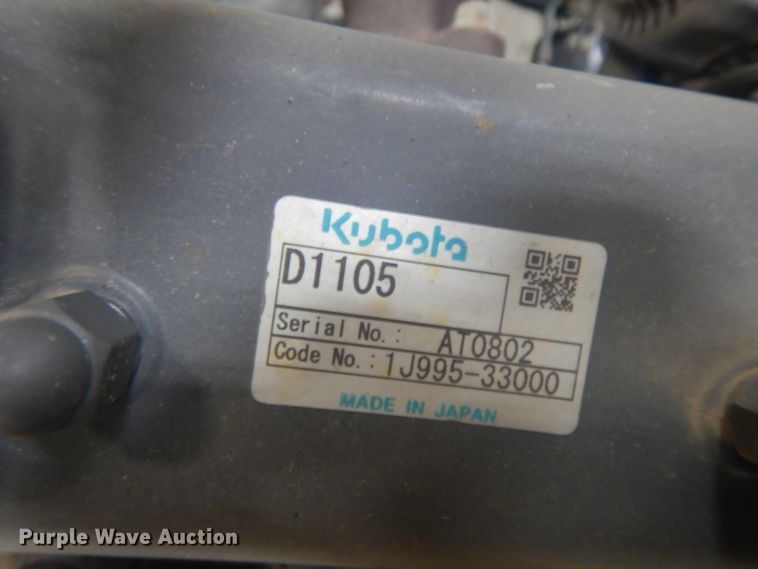 Kubota
D1105
Serial No.: AT0802
Code No.: 1J995-33000
MADE IN JAPAN
Purple Wave Auction